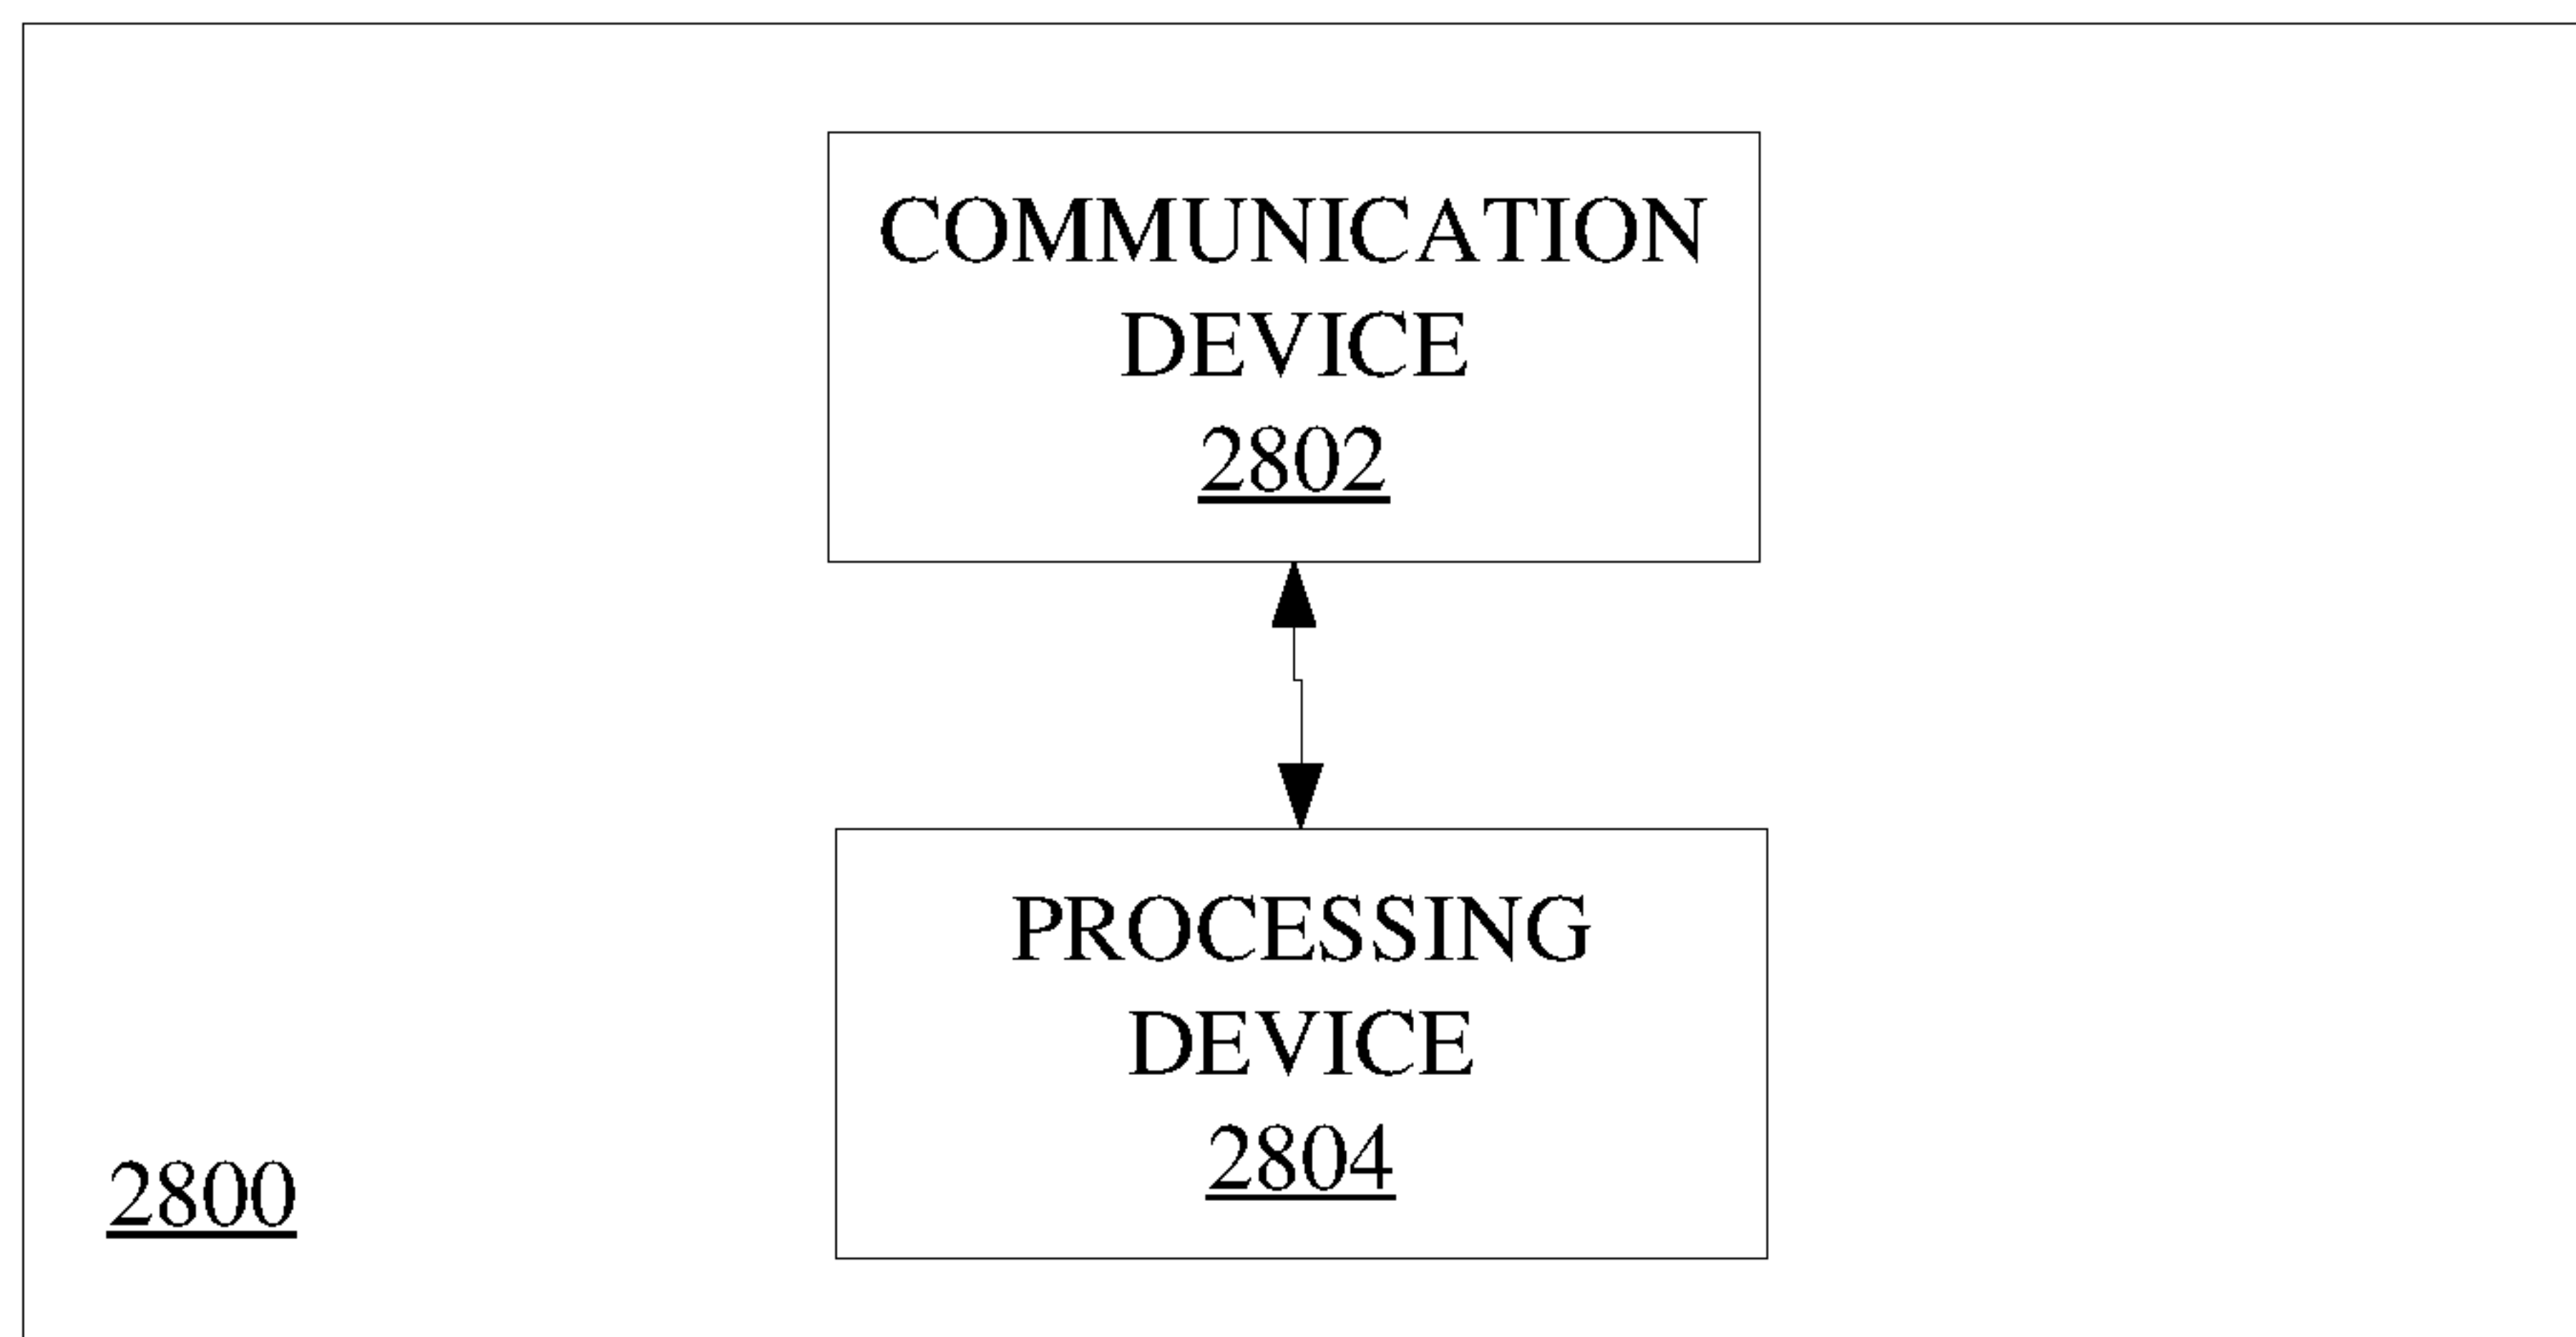 COMMUNICATION
DEVICE
2802
PROCESSING
DEVICE
2804
2800